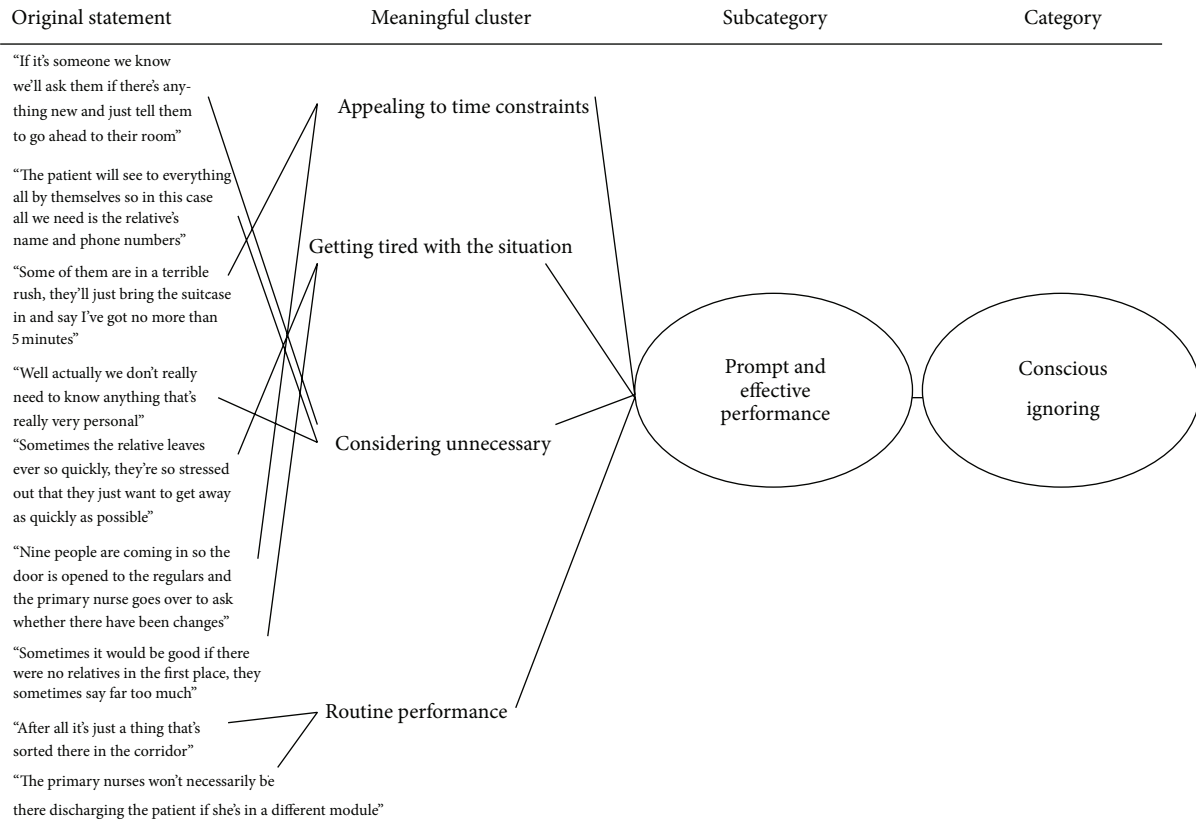 Original statement
Meaningful cluster
Subcategory
Category
“If it’s someone we know
we’ll ask them if there’s any-
thing new and just tell them
to go ahead to their room”
“The patient will see to everything
all by themselves so in this case
all we need is the relative’s
name and phone numbers”
“Some of them are in a terrible
rush, they’ll just bring the suitcase
in and say I’ve got no more than
5 minutes”
“Well actually we don’t really
need to know anything that’s
really very personal”
“Sometimes the relative leaves
ever so quickly, they’re so stressed
out that they just want to get away
as quickly as possible”
“Nine people are coming in so the
door is opened to the regulars and
the primary nurse goes over to ask
whether there have been changes”
“Sometimes it would be good if there
were no relatives in the first place, they
sometimes say far too much”
“After all it’s just a thing that’s
sorted there in the corridor”
“The primary nurses won’t necessarily be
there discharging the patient if she’s in a different module”
Appealing to time constraints
Getting tired with the situation
Considering unnecessary
Routine performance
Prompt and
effective
performance
Conscious
ignoring